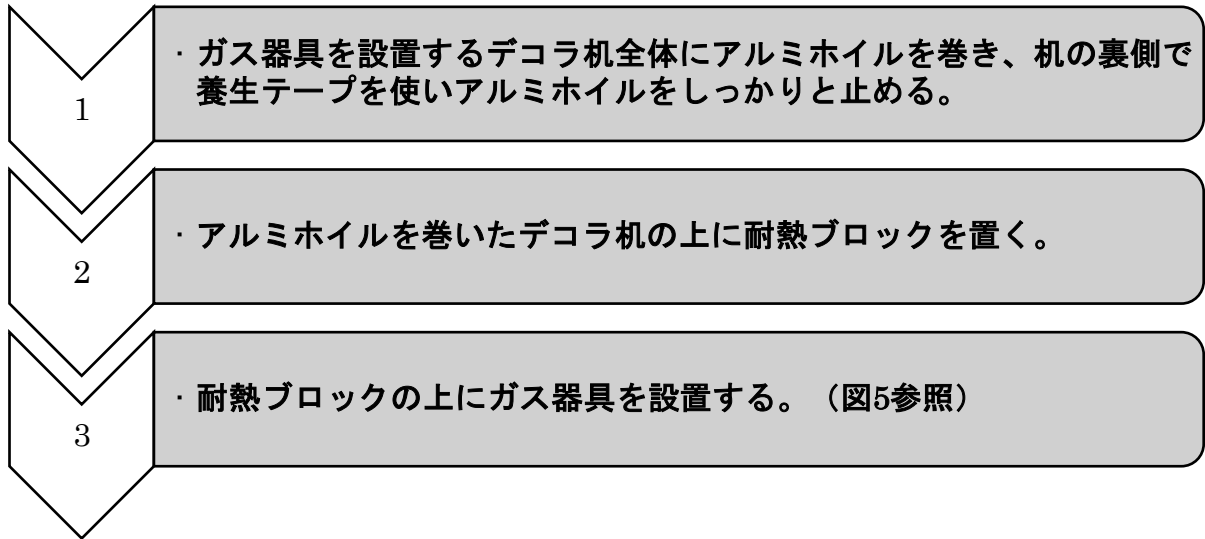 1
・ガス器具を設置するデコラ机全体にアルミホイルを巻き、机の裏側で
養生テープを使いアルミホイルをしっかりと止める。
2
・アルミホイルを巻いたデコラ机の上に耐熱ブロックを置く。
3
・耐熱ブロックの上にガス器具を設置する。（図5参照）